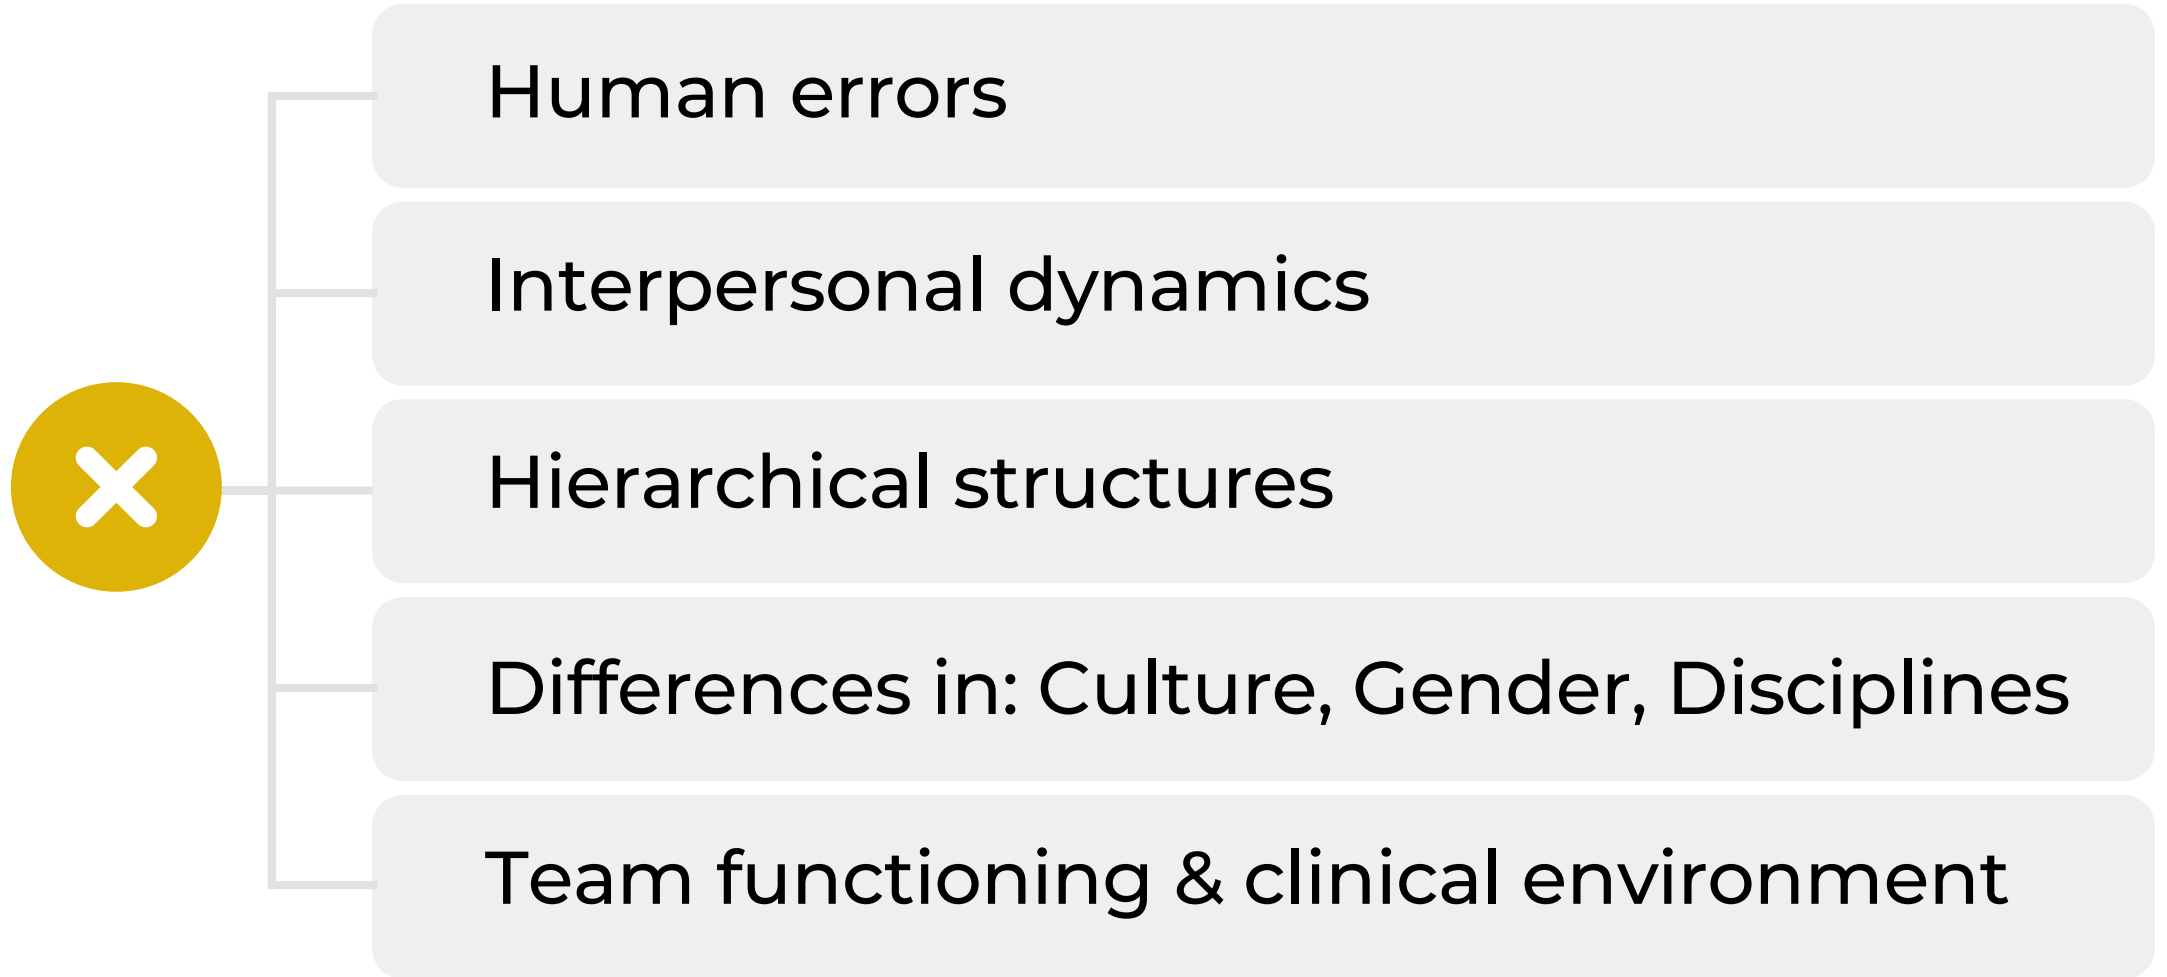 Human errors
Interpersonal dynamics
Hierarchical structures
Differences in: Culture, Gender, Disciplines
Team functioning & clinical environment